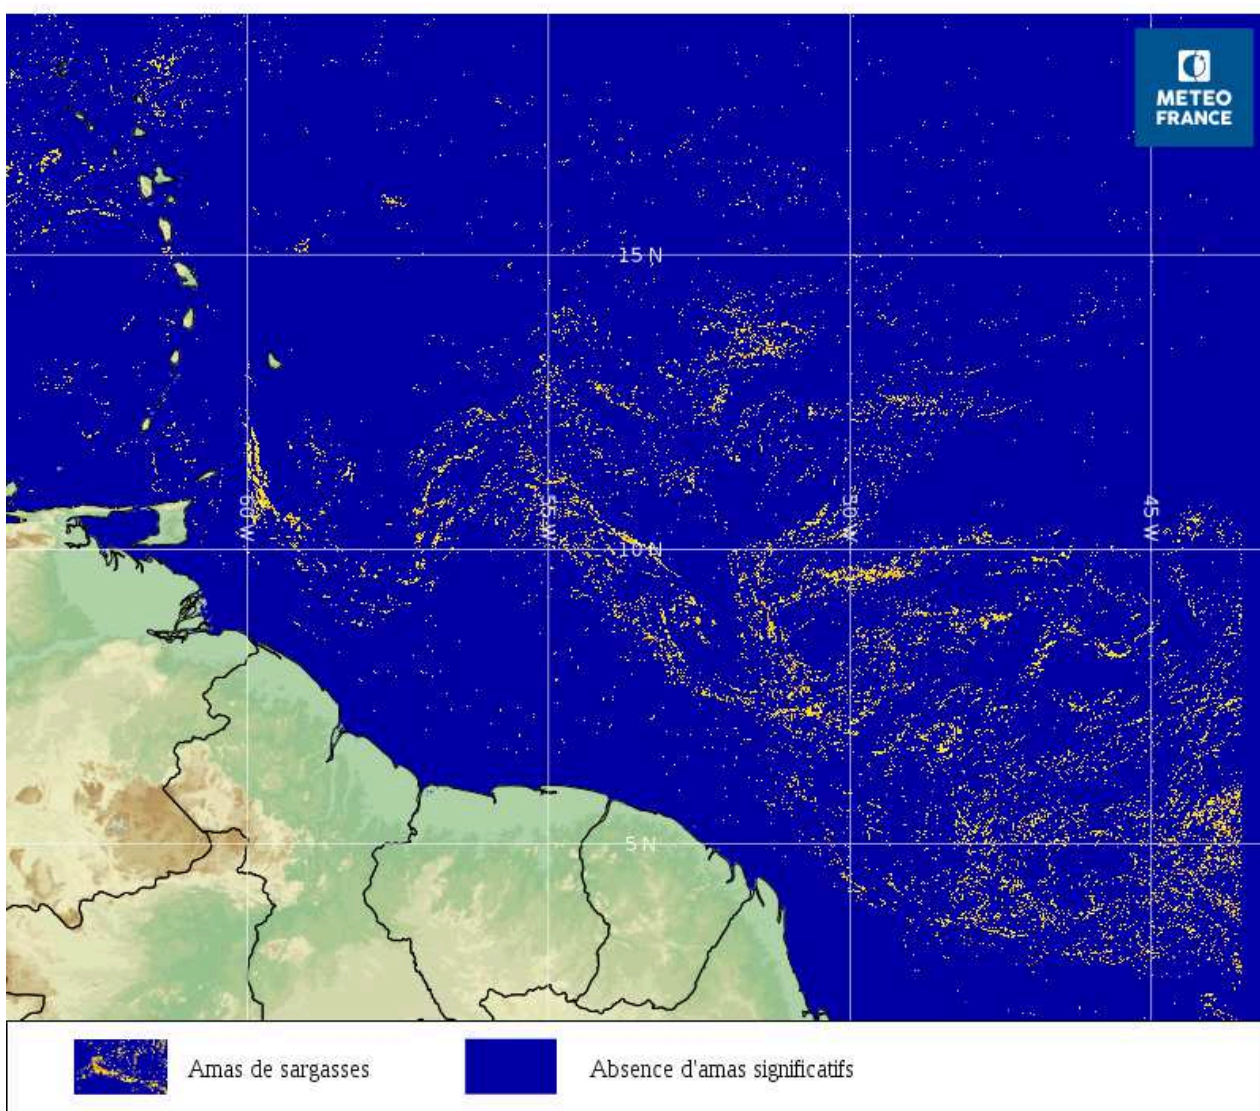 METEO
FRANCE
15 N
60 W
55 W
50 W
45 W
10 N
5 N
Amas de sargasses
Absence d'amas significatifs